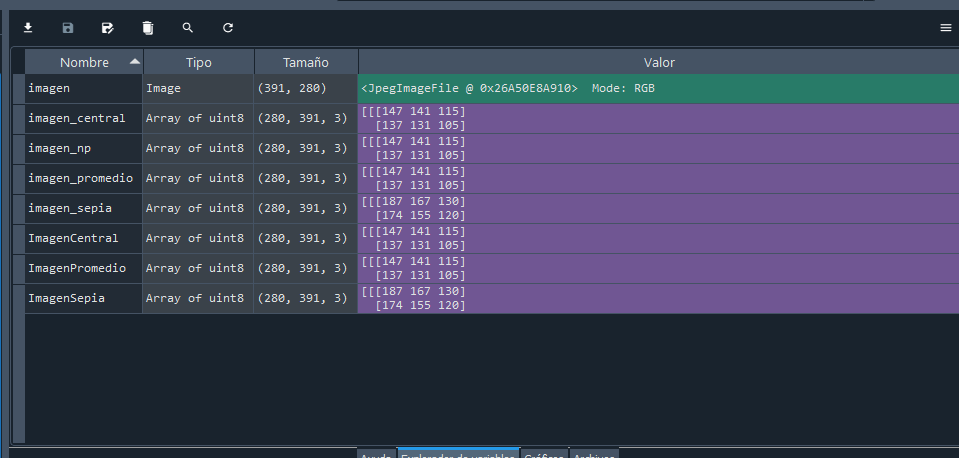 Nombre Tipo Tamaño Valor
imagen Image (391, 280) <JpegImageFile @ 0x26A50E8A910> Mode: RGB
imagen_central Array of uint8 (280, 391, 3) [[[147 141 115]
[137 131 105]
imagen_np Array of uint8 (280, 391, 3) [[[147 141 115]
[137 131 105]
imagen_promedio Array of uint8 (280, 391, 3) [[[147 141 115]
[137 131 105]
imagen_sepia Array of uint8 (280, 391, 3) [[[187 167 130]
[174 155 120]
ImagenCentral Array of uint8 (280, 391, 3) [[[147 141 115]
[137 131 105]
ImagenPromedio Array of uint8 (280, 391, 3) [[[147 141 115]
[137 131 105]
ImagenSepia Array of uint8 (280, 391, 3) [[[187 167 130]
[174 155 120]
Ayuda Explorador de variables Gráficos Archivos